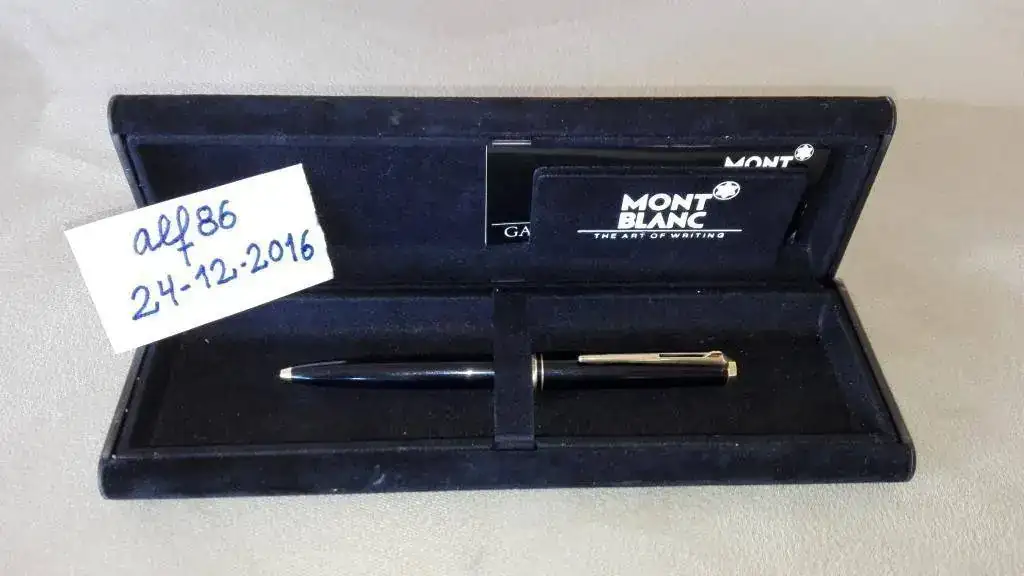 alf86
+
24-12-2016
MONT
GA
MONT
BLANC
THE ART OF WRITING